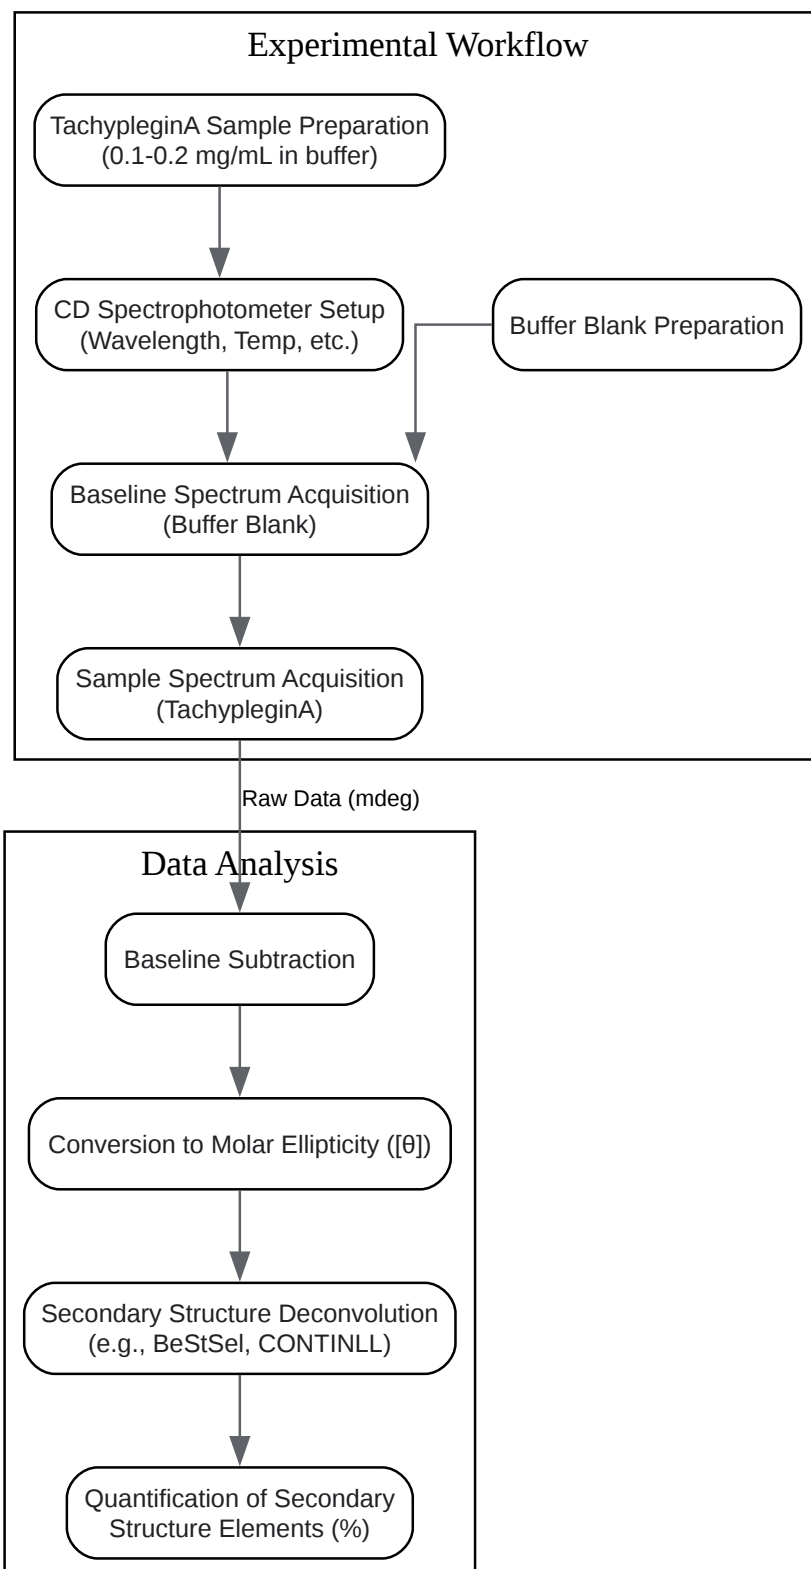 Experimental Workflow
TachypleginA Sample Preparation
(0.1-0.2 mg/mL in buffer)
CD Spectrophotometer Setup
(Wavelength, Temp, etc.)
Buffer Blank Preparation
Baseline Spectrum Acquisition
(Buffer Blank)
Sample Spectrum Acquisition
(TachypleginA)
Raw Data (mdeg)
Data Analysis
Baseline Subtraction
Conversion to Molar Ellipticity ([θ])
Secondary Structure Deconvolution
(e.g., BeStSel, CONTINLL)
Quantification of Secondary
Structure Elements (%)